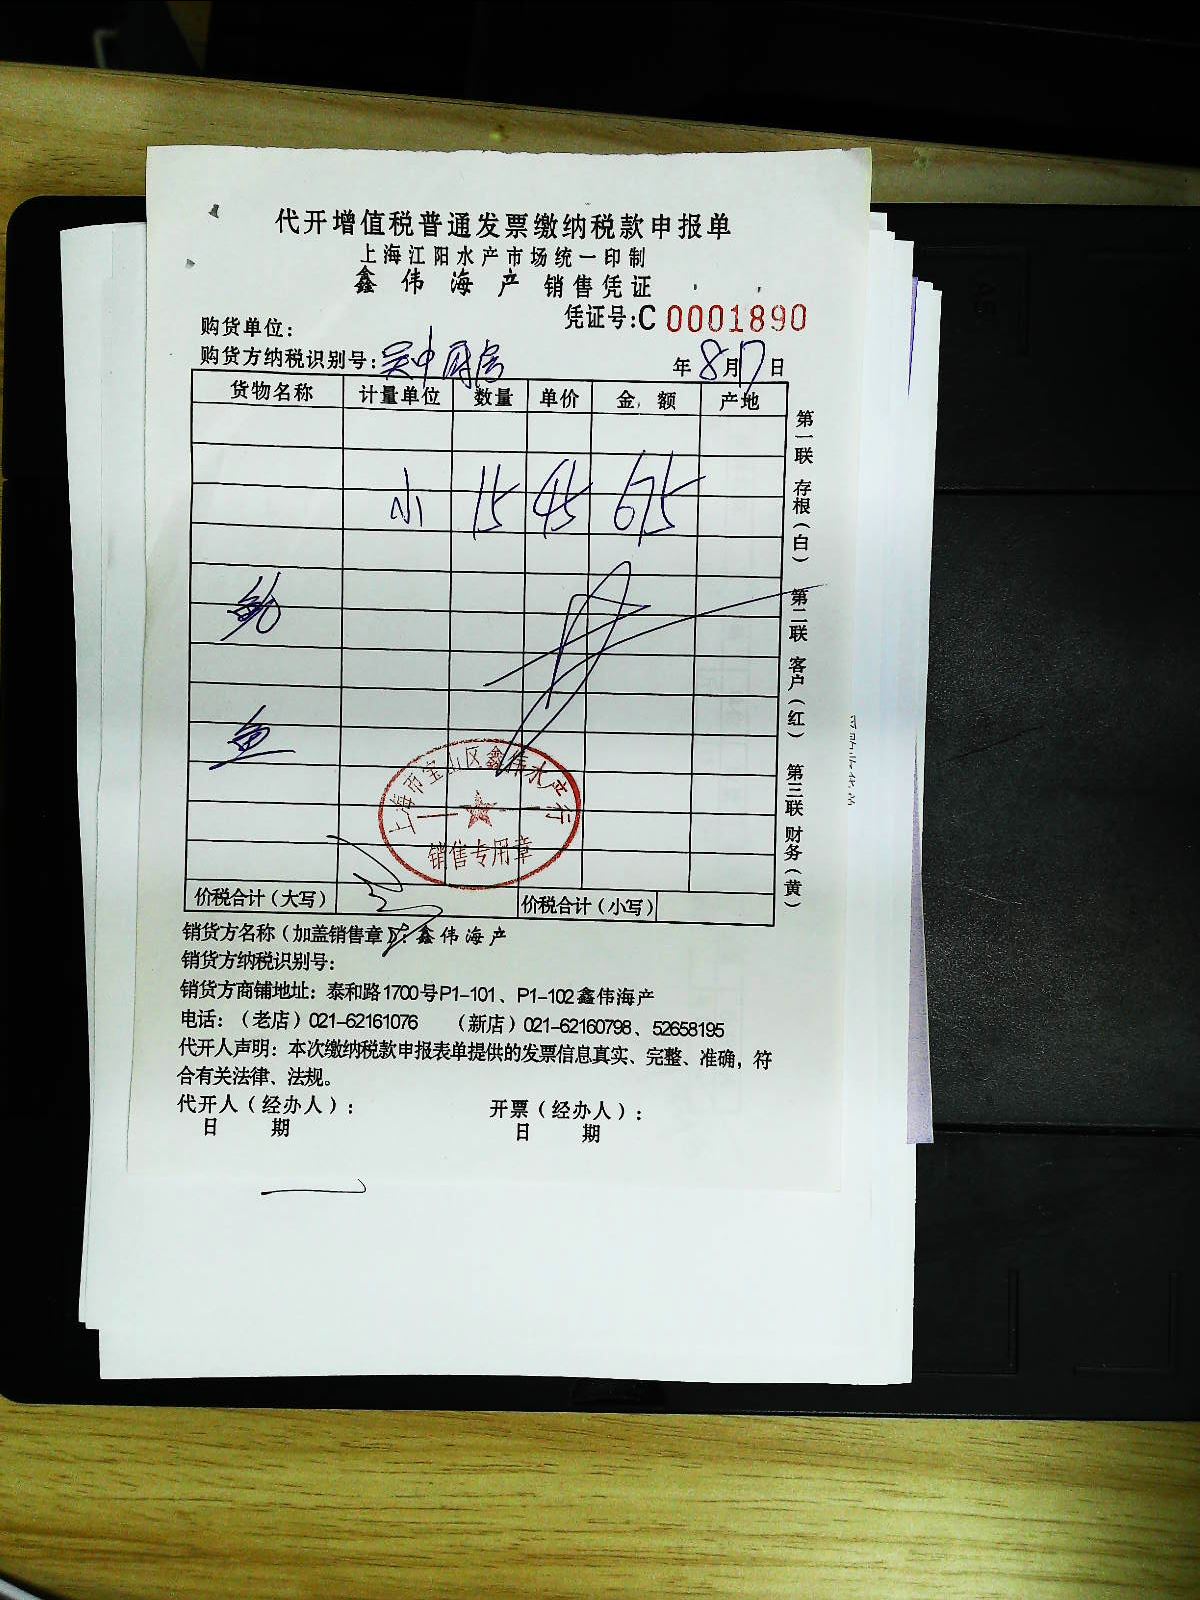 代开增值税普通发票缴纳税款申报单
上海江阳水产市场统一印制
鑫伟海产 销售凭证
凭证号:C 0001890
购货单位:
购货方纳税识别号:吴中厨房 年8月17日
货物名称 计量单位 数量 单价 金额 产地
小 15 45 675
鱼
价税合计(大写) 价税合计(小写)
上海市宝山区鑫伟水产行
销售专用章
第一联 存根(白) 第二联 客户(红) 第三联 财务(黄)
销货方名称(加盖销售章):鑫伟海产
销货方纳税识别号:
销货方商铺地址:泰和路1700号P1-101、P1-102鑫伟海产
电话:(老店)021-62161076 (新店)021-62160798、52658195
代开人声明:本次缴纳税款申报表单提供的发票信息真实、完整、准确,符
合有关法律、法规。
代开人(经办人): 开票(经办人):
日 期 日 期